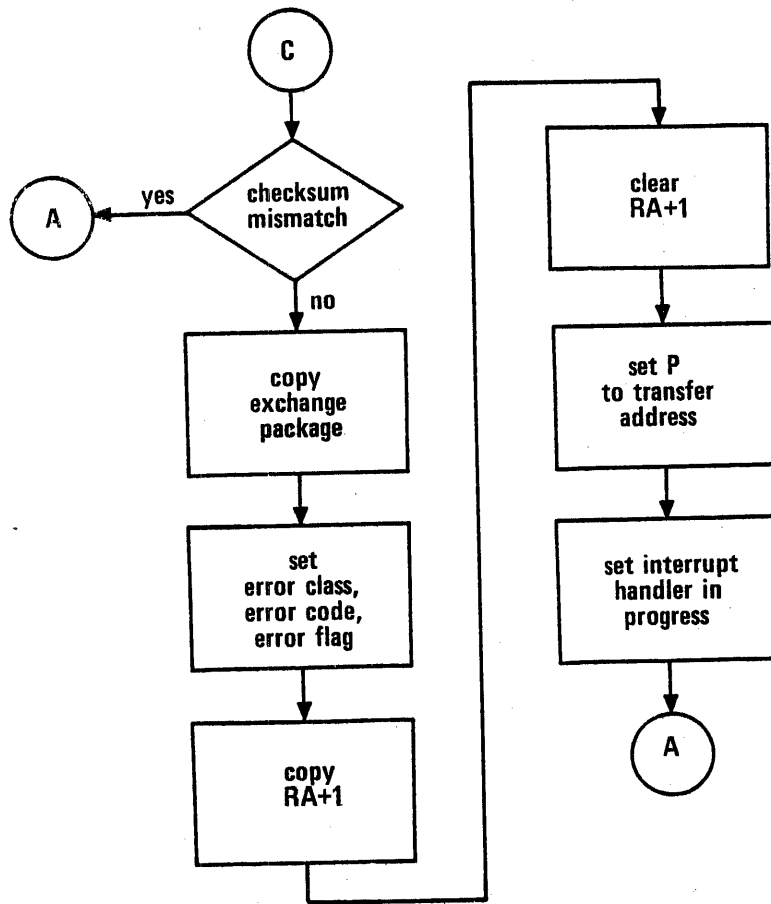 C
checksum
mismatch
yes
A
no
copy
exchange
package
set
error class,
error code,
error flag
copy
RA+1
clear
RA+1
set P
to transfer
address
set interrupt
handler in
progress
A